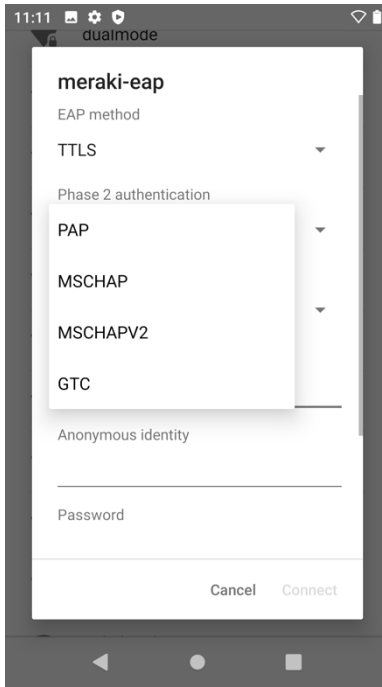 11:11
dualmode
meraki-eap
EAP method
TTLS
Phase 2 authentication
PAP
MSCHAP
MSCHAPV2
GTC
Anonymous identity
Password
Cancel Connect